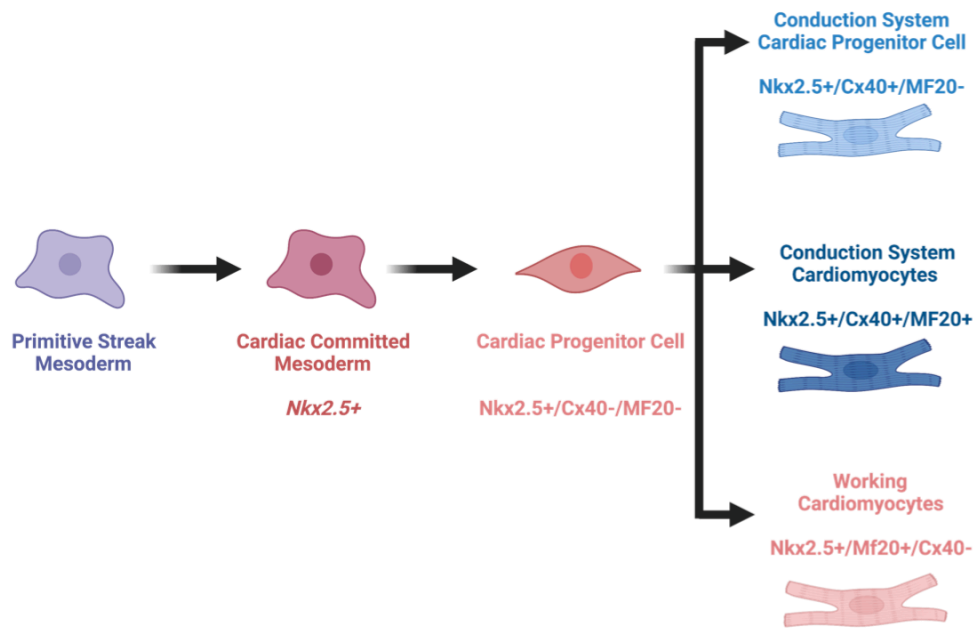 Conduction System
Cardiac Progenitor Cell
Nkx2.5+/Cx40+/MF20-
Primitive Streak
Mesoderm
Cardiac Committed
Mesoderm
Nkx2.5+
Cardiac Progenitor Cell
Nkx2.5+/Cx40-/MF20-
Conduction System
Cardiomyocytes
Nkx2.5+/Cx40+/MF20+
Working
Cardiomyocytes
Nkx2.5+/Mf20+/Cx40-